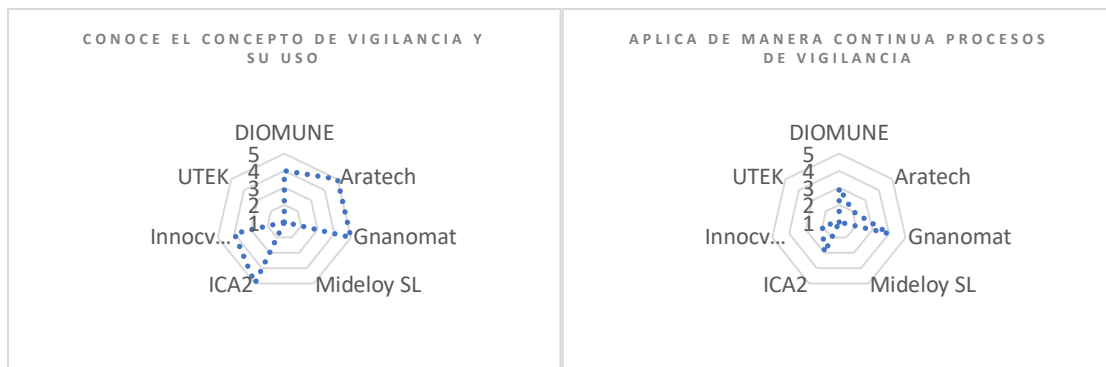 CONOCE EL CONCEPTO DE VIGILANCIA Y
SU USO
DIOMUNE
5
4
3
2
1
Aratech
Gnanomat
Mideloy SL
ICA2
Innocv...
UTEK
APLICA DE MANERA CONTINUA PROCESOS
DE VIGILANCIA
DIOMUNE
5
4
3
2
1
Aratech
Gnanomat
Mideloy SL
ICA2
Innocv...
UTEK